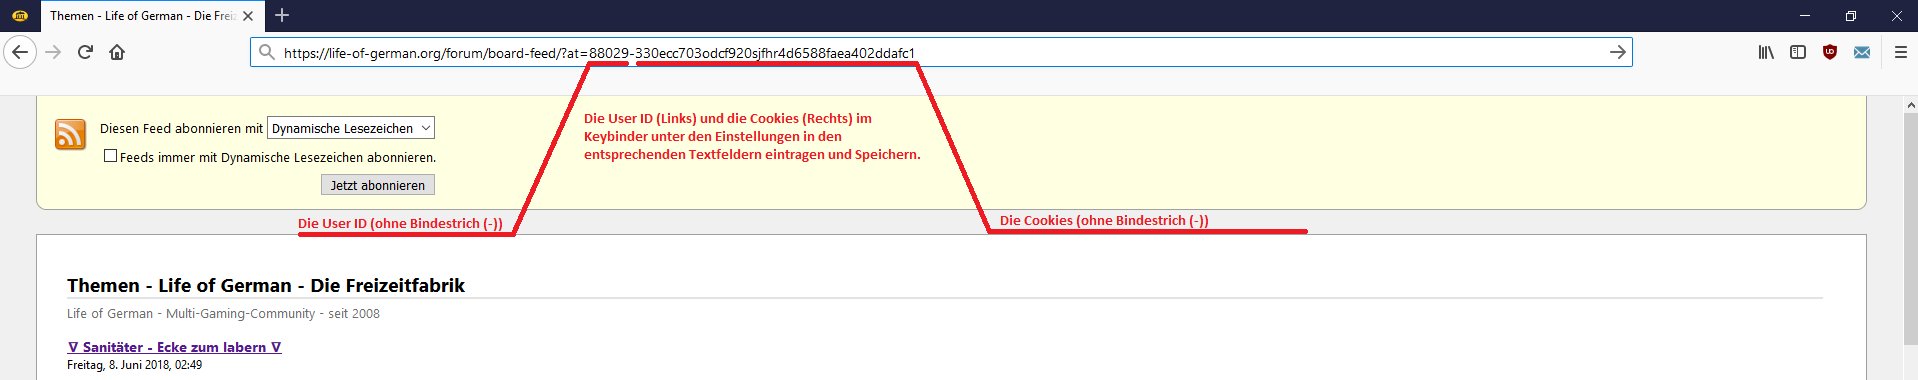 Themen - Life of German - Die Frei
https://life-of-german.org/forum/board-feed/?at=88029-330ecc703odcf920sjfhr4d6588faea402ddafc1
Diesen Feed abonnieren mit Dynamische Lesezeichen
Feeds immer mit Dynamische Lesezeichen abonnieren.
Jetzt abonnieren
Die User ID (Links) und die Cookies (Rechts) im
Keybinder unter den Einstellungen in den
entsprechenden Textfeldern eintragen und Speichern.
Die User ID (ohne Bindestrich (-))
Die Cookies (ohne Bindestrich (-))
Themen - Life of German - Die Freizeitfabrik
Life of German - Multi-Gaming-Community - seit 2008
∇ Sanitäter - Ecke zum labern ∇
Freitag, 8. Juni 2018, 02:49